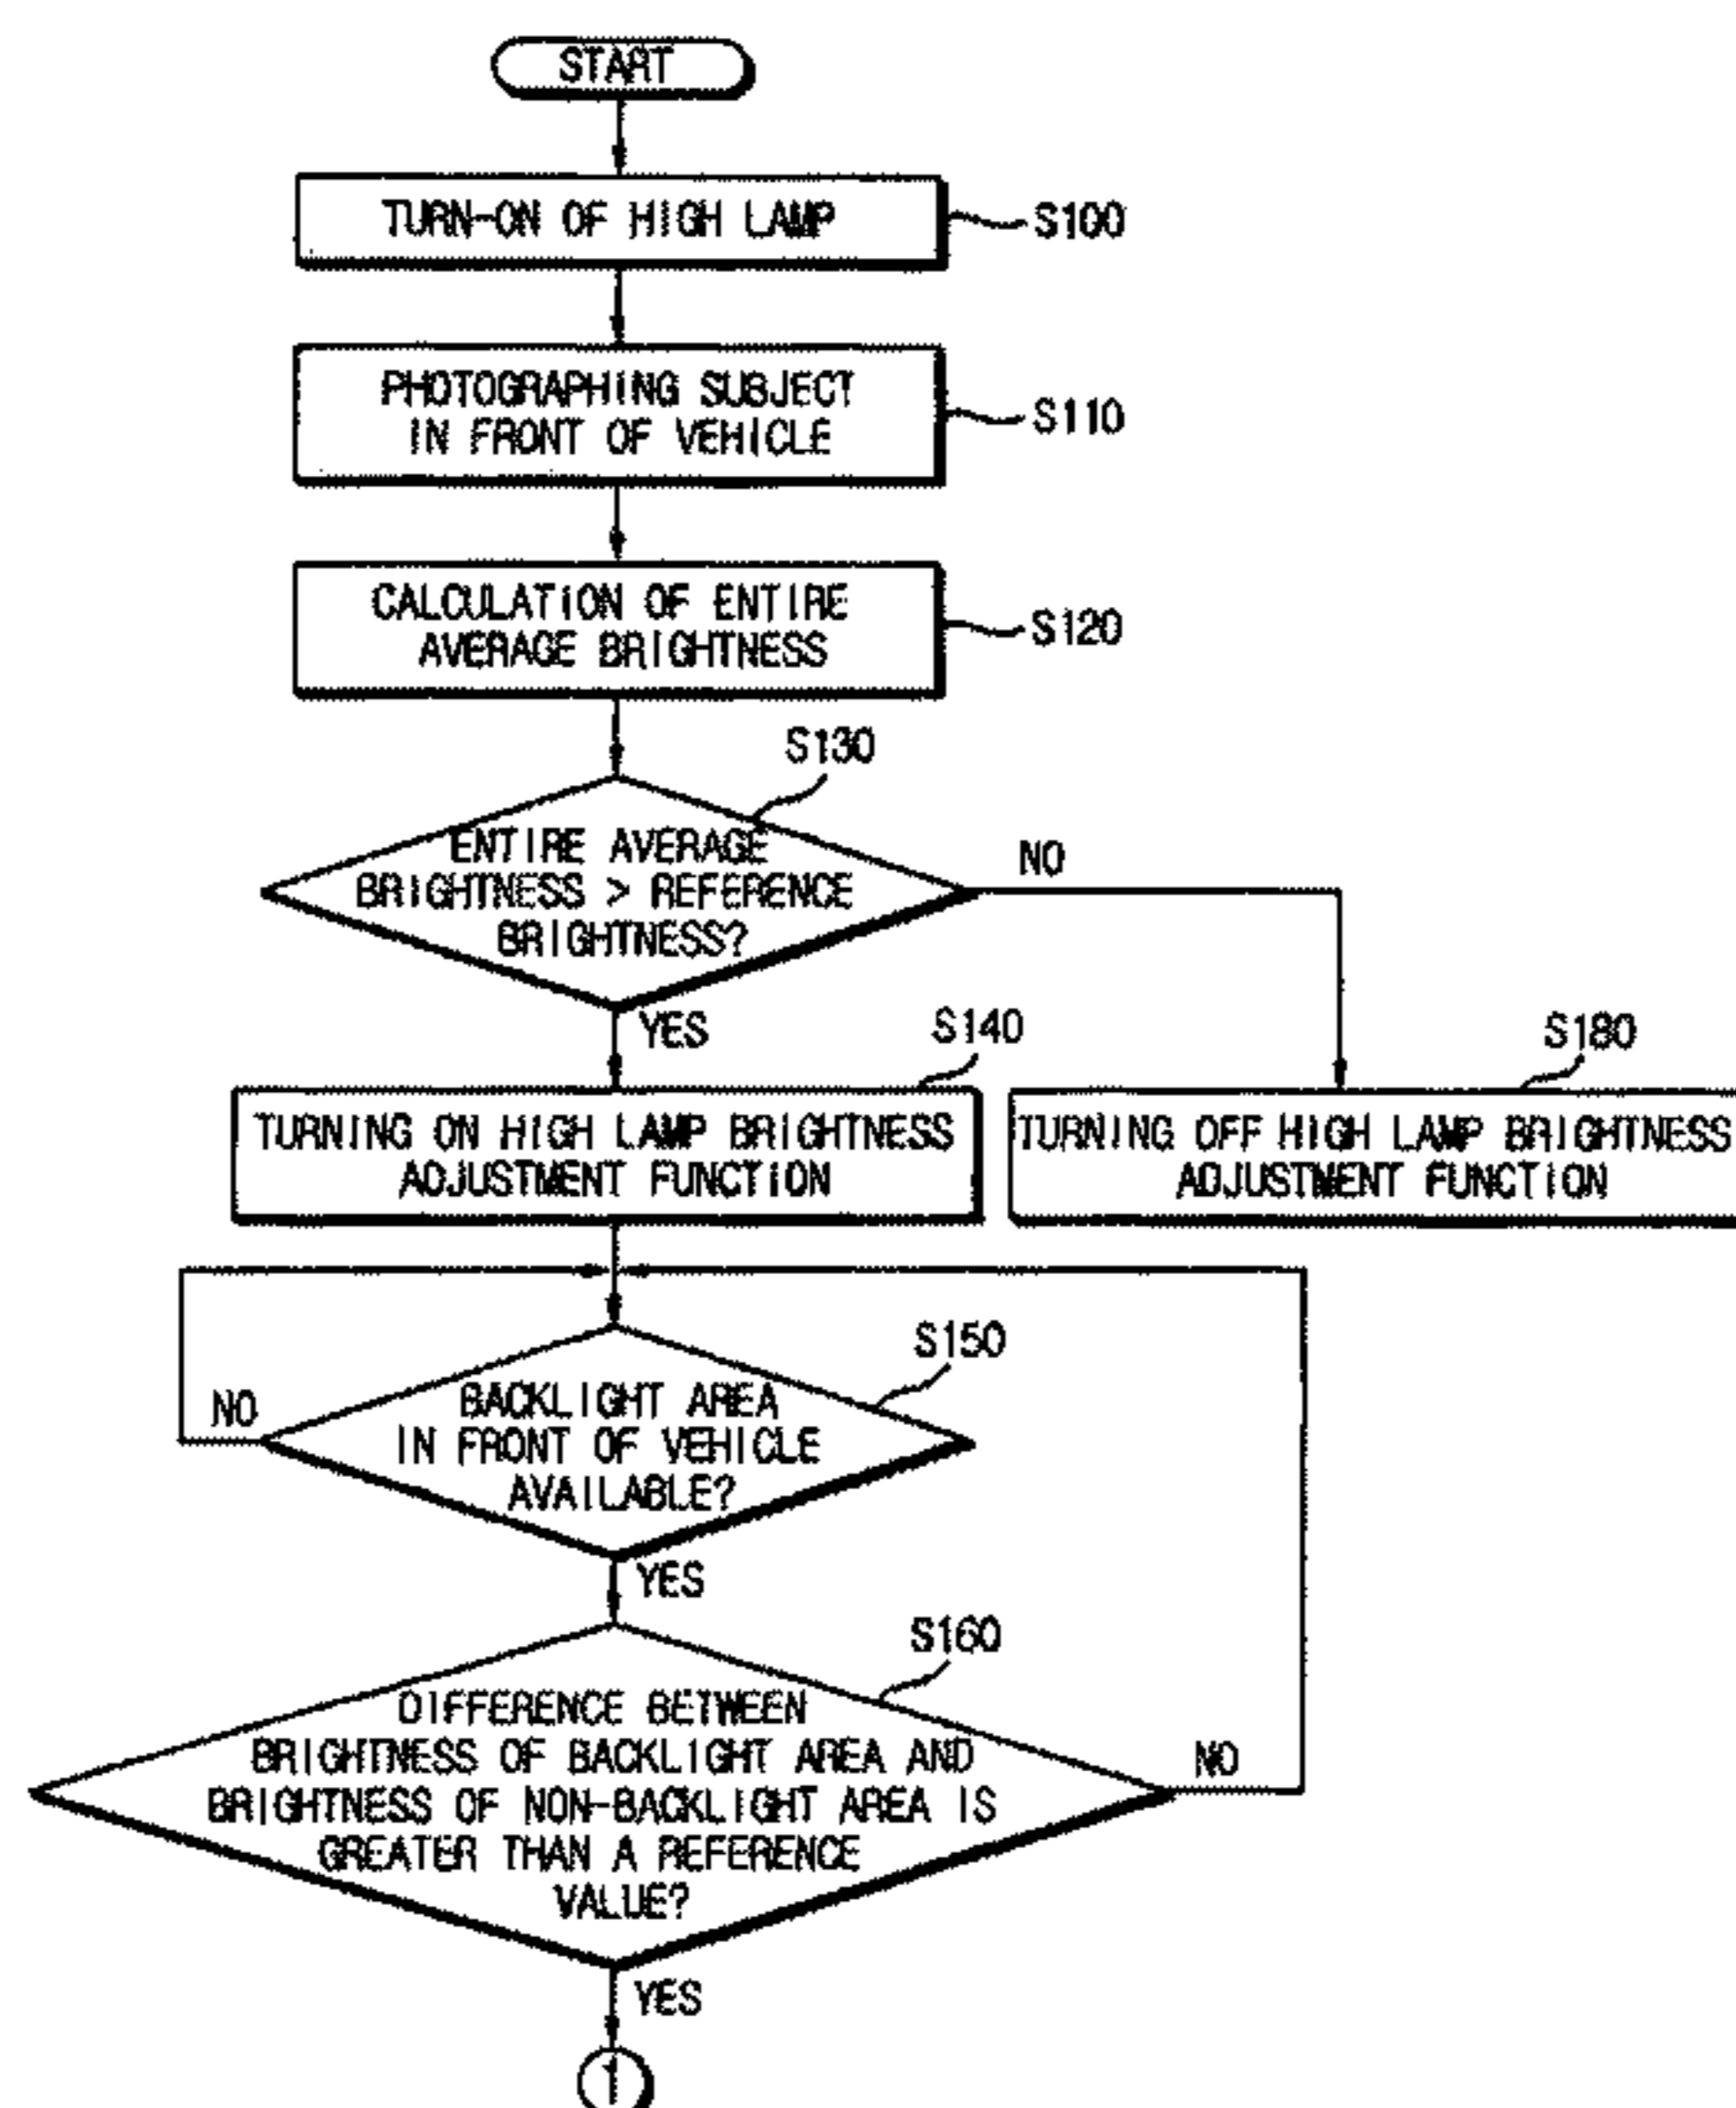 START
TURN-ON OF HIGH LAMP
S100
PHOTOGRAPHING SUBJECT
IN FRONT OF VEHICLE
S110
CALCULATION OF ENTIRE
AVERAGE BRIGHTNESS
S120
S130
ENTIRE AVERAGE
BRIGHTNESS > REFERENCE
BRIGHTNESS?
NO
YES
S140
TURNING ON HIGH LAMP BRIGHTNESS
ADJUSTMENT FUNCTION
S180
TURNING OFF HIGH LAMP BRIGHTNESS
ADJUSTMENT FUNCTION
S150
BACKLIGHT AREA
IN FRONT OF VEHICLE
AVAILABLE?
NO
YES
S160
DIFFERENCE BETWEEN
BRIGHTNESS OF BACKLIGHT AREA AND
BRIGHTNESS OF NON-BACKLIGHT AREA IS
GREATER THAN A REFERENCE
VALUE?
NO
YES
1